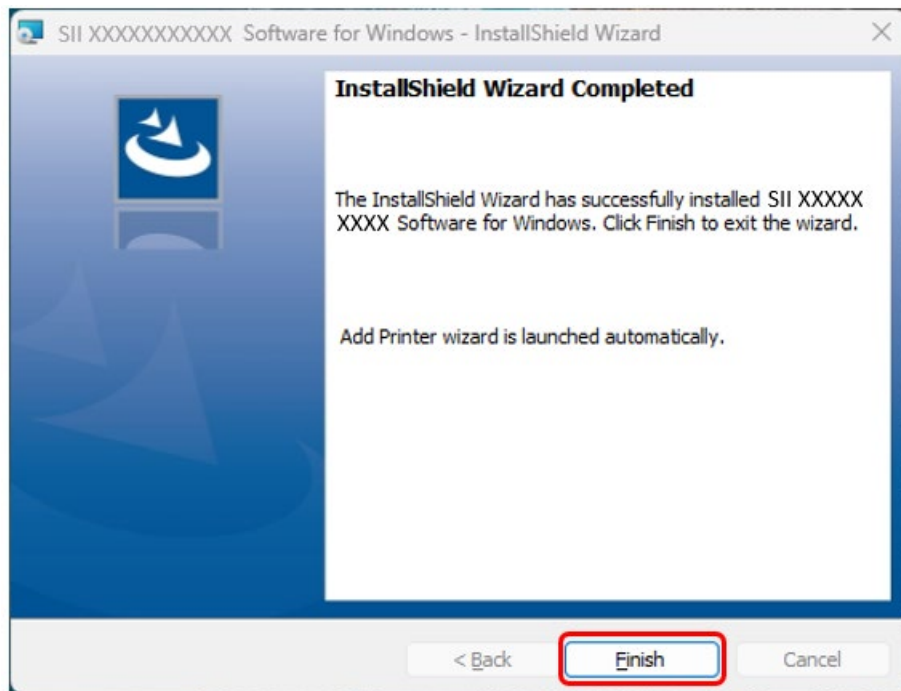 SII XXXXXXXXXXX Software for Windows - InstallShield Wizard
InstallShield Wizard Completed
The InstallShield Wizard has successfully installed SII XXXXX
XXXX Software for Windows. Click Finish to exit the wizard.
Add Printer wizard is launched automatically.
< Back
Finish
Cancel